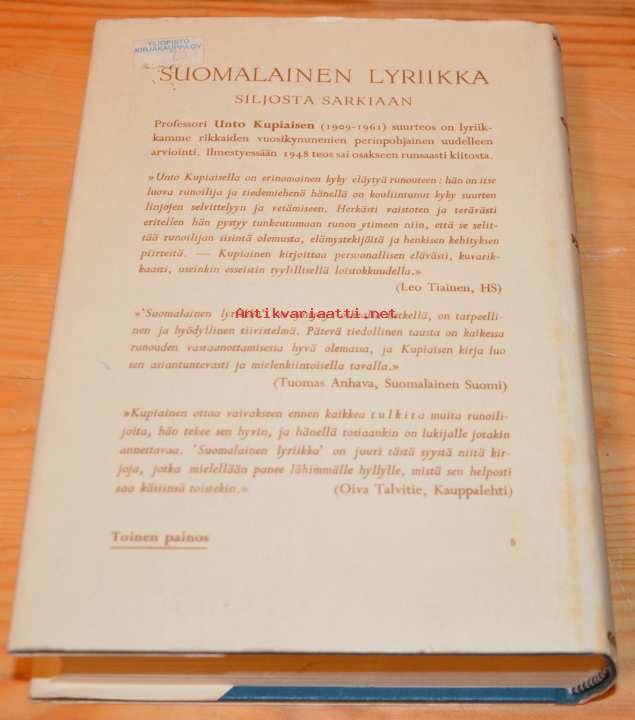 YLIOPISTO
KIRJAKAUPPA OY
SUOMALAINEN LYRIIKKA
SILJOSTA SARKIAAN
Professori Unto Kupiaisen (1909-1961) suurteos on lyriik-
kamme rikkaiden vuosikymmenien perinpohjainen uudelleen
arviointi. Ilmestyessään 1948 teos sai osakseen runsaasti kiitosta.
»Unto Kupiaisella on erinomainen kyky eläytyä runouteen: hän on itse
luova runoilija ja tiedemiehenä hänellä on kouliintunut kyky suurten
linjojen selvittelyyn ja vetämiseen. Herkästi vaistoten ja terävästi
eritellen hän pystyy tunkeutumaan runon ytimeen niin, että se selit-
tää runoilijan sisintä olemusta, elämystekijöitä ja henkisen kehityksen
piirteitä. — Kupiainen kirjoittaa persoonallisen elävästi, kuvarik-
kaasti, useinkin esseistin tyylillisellä loistokkuudella.»
(Leo Tiainen, HS)
Antikvariaatti.net
»'Suomalainen hetkellä, on tarpeelli-
nen ja hyödyllinen tiivistelmä. Pätevä tiedollinen tausta on kaikessa
runouden vastaanottamisessa hyvä olemassa, ja Kupiaisen kirja luo
sen asiantuntevasti ja mielenkiintoisella tavalla.»
(Tuomas Anhava, Suomalainen Suomi)
»Kupiainen ottaa vaivakseen ennen kaikkea tulkita muita runoili-
joita, hän tekee sen hyvin, ja hänellä tosiaankin on lukijalle jotakin
annettavaa. 'Suomalainen lyriikka' on juuri tästä syystä niitä kir-
joja, jotka mielellään panee lähimmälle hyllylle, mistä sen helposti
saa käsiinsä toistekin.» (Oiva Talvitie, Kauppalehti)
Toinen painos